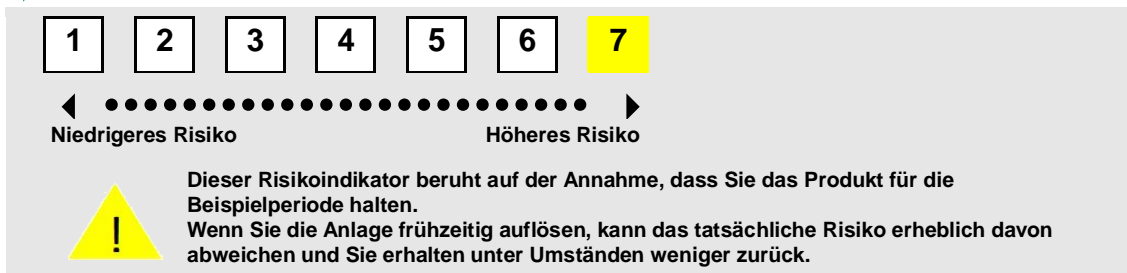 1 2 3 4 5 6 7
Niedrigeres Risiko Höheres Risiko
Dieser Risikoindikator beruht auf der Annahme, dass Sie das Produkt für die
Beispielperiode halten.
! Wenn Sie die Anlage frühzeitig auflösen, kann das tatsächliche Risiko erheblich davon
abweichen und Sie erhalten unter Umständen weniger zurück.